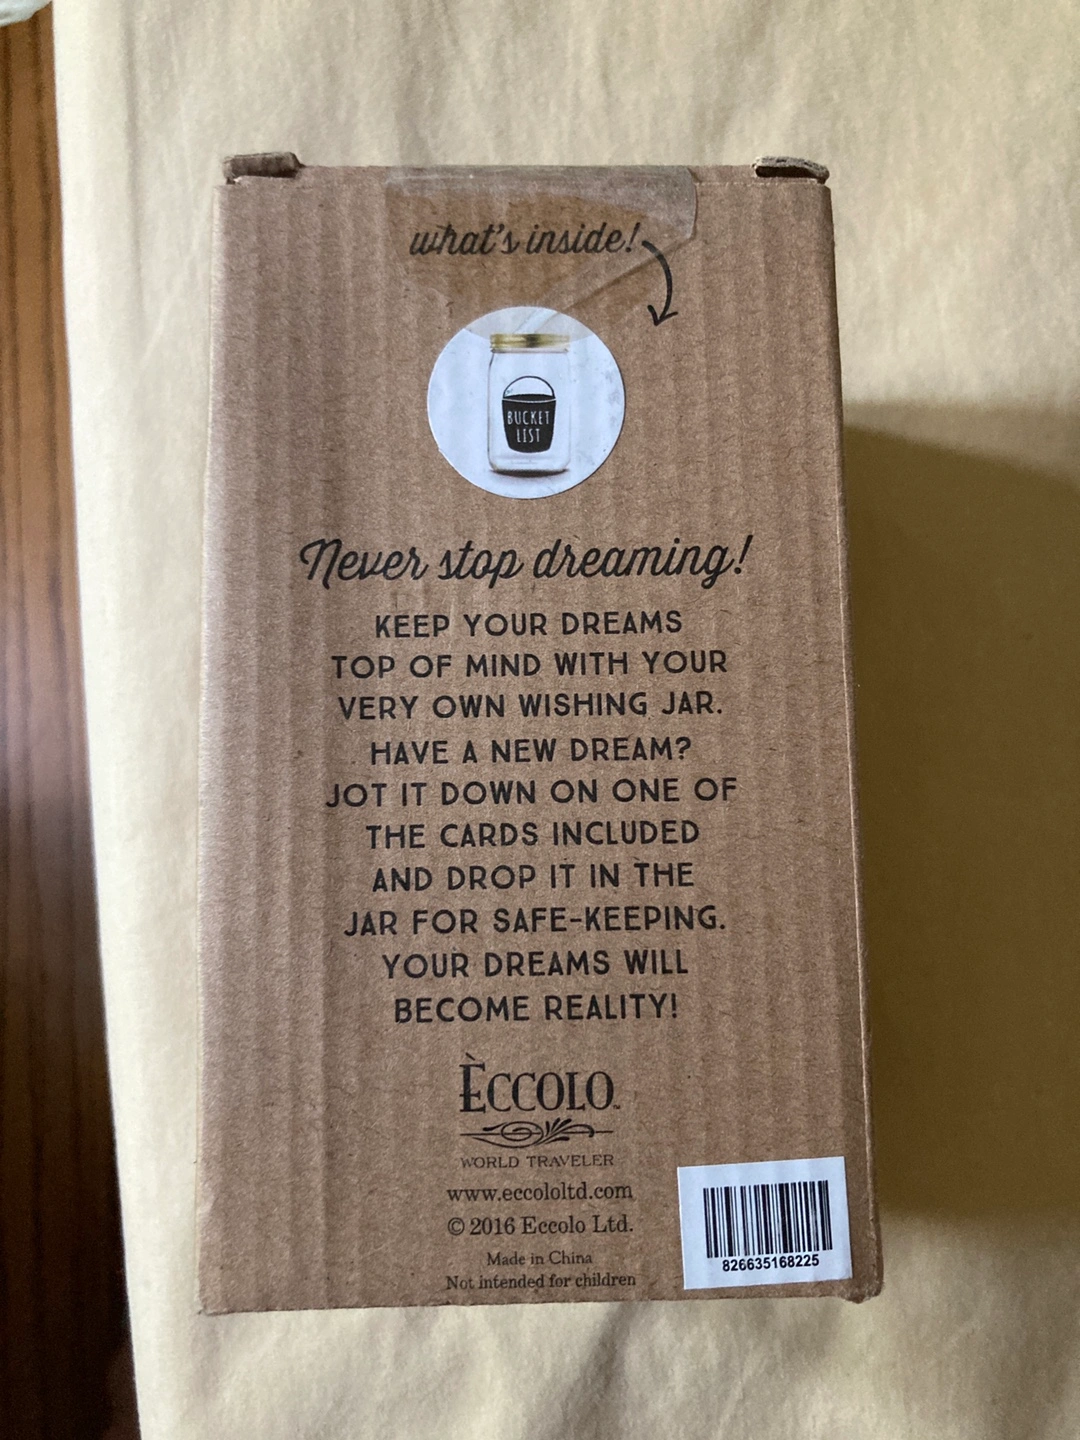 what's inside!
BUCKET
LIST
Never stop dreaming!
KEEP YOUR DREAMS
TOP OF MIND WITH YOUR
VERY OWN WISHING JAR.
HAVE A NEW DREAM?
JOT IT DOWN ON ONE OF
THE CARDS INCLUDED
AND DROP IT IN THE
JAR FOR SAFE-KEEPING.
YOUR DREAMS WILL
BECOME REALITY!
ÈCCOLO™
WORLD TRAVELER
www.eccololtd.com
© 2016 Eccolo Ltd.
Made in China
Not intended for children
826635168225